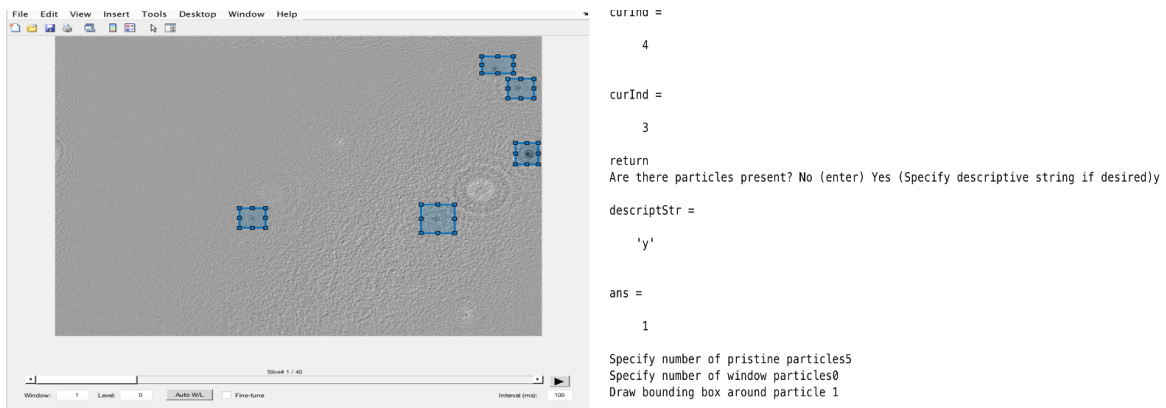 File Edit View Insert Tools Desktop Window Help
Slice# 1 / 40
Window: 1 Level: 0 Auto W/L Fine-tune Interval (ms): 100
curInd =
4
curInd =
3
return
Are there particles present? No (enter) Yes (Specify descriptive string if desired)y
descriptStr =
'y'
ans =
1
Specify number of pristine particles5
Specify number of window particles0
Draw bounding box around particle 1